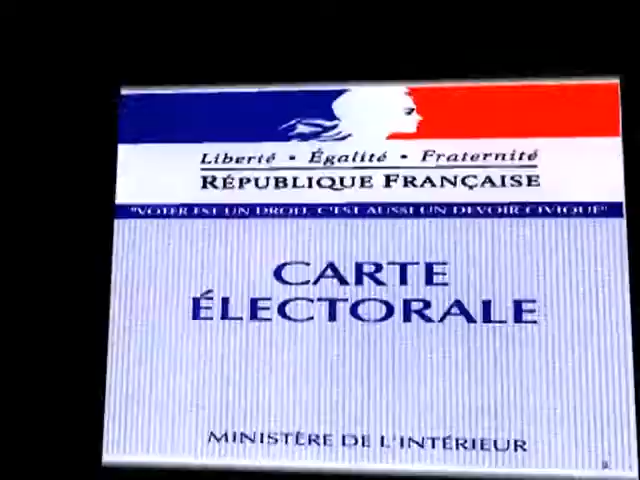 Liberté • Égalité • Fraternité
RÉPUBLIQUE FRANÇAISE
"VOTER EST UN DROIT, C'EST AUSSI UN DEVOIR CIVIQUE"
CARTE
ÉLECTORALE
MINISTÈRE DE L'INTÉRIEUR